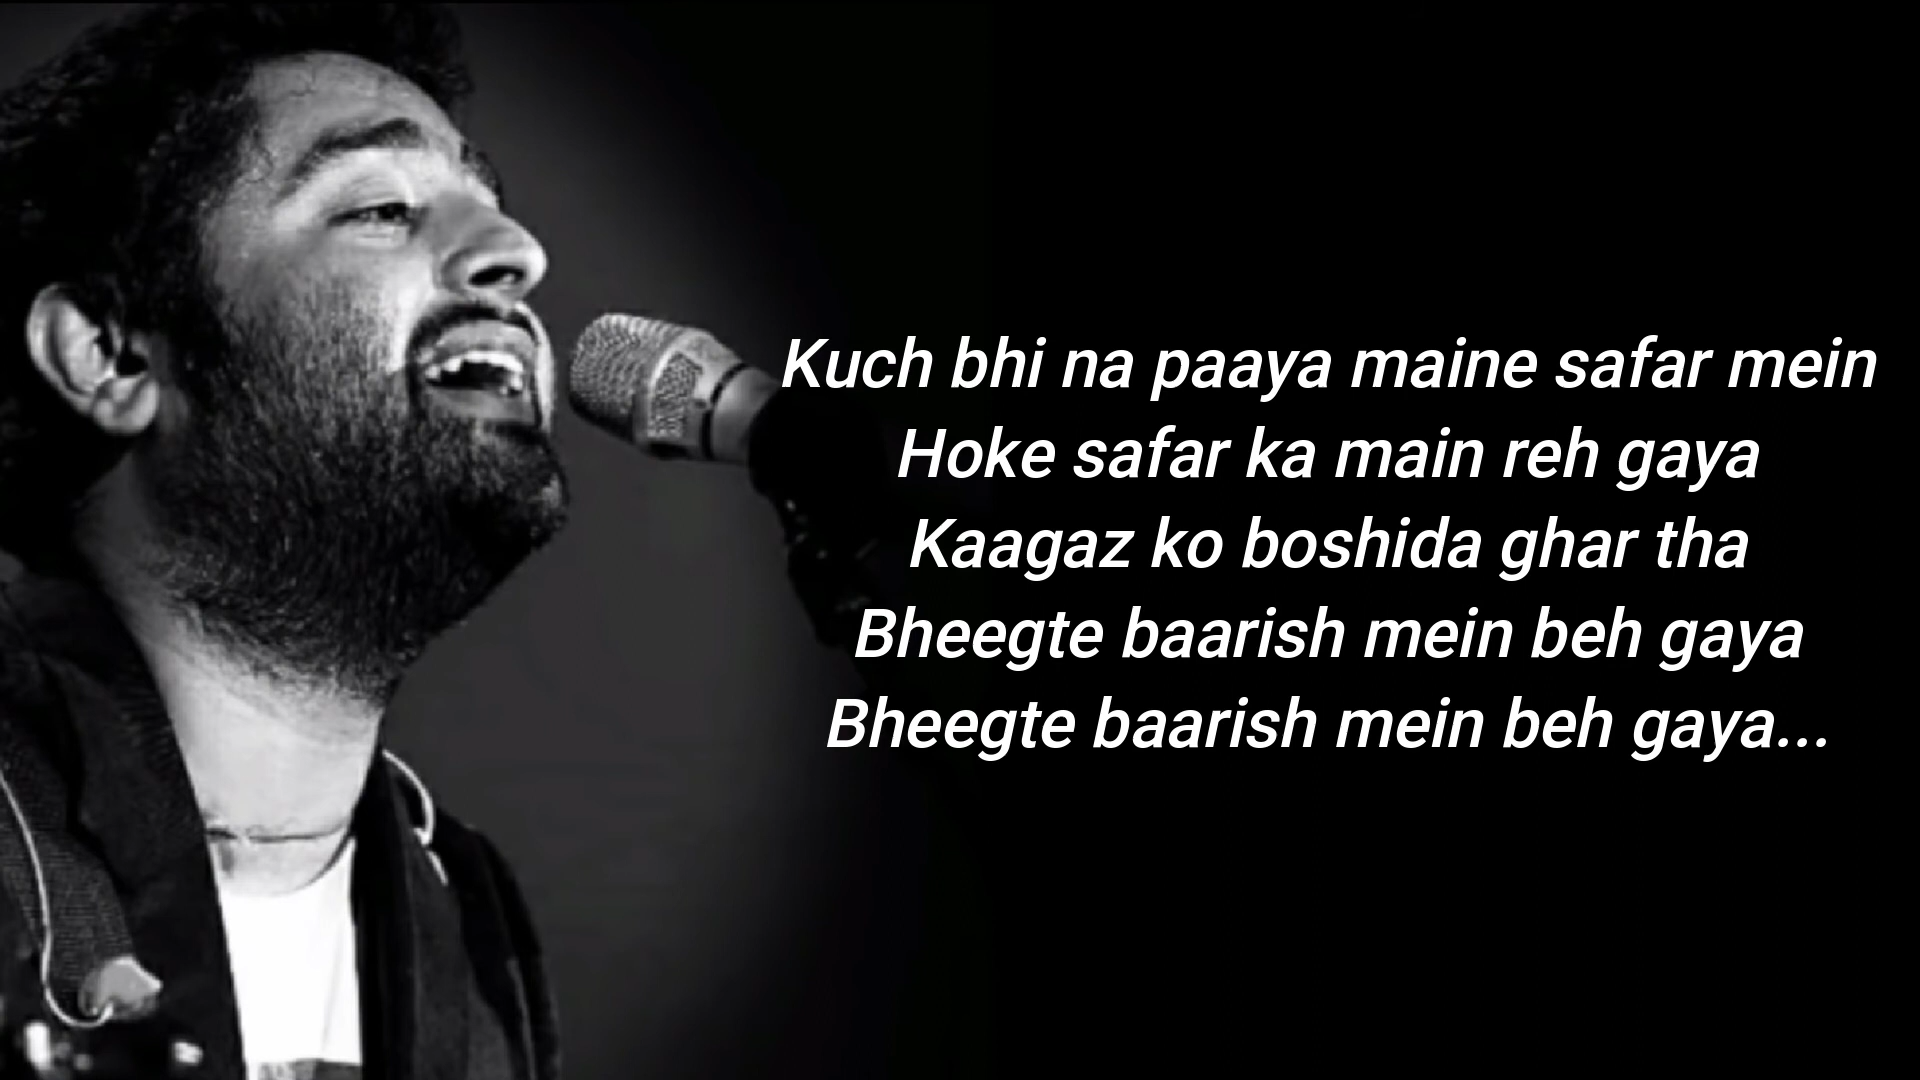 Kuch bhi na paaya maine safar mein
Hoke safar ka main reh gaya
Kaagaz ko boshida ghar tha
Bheegte baarish mein beh gaya
Bheegte baarish mein beh gaya...